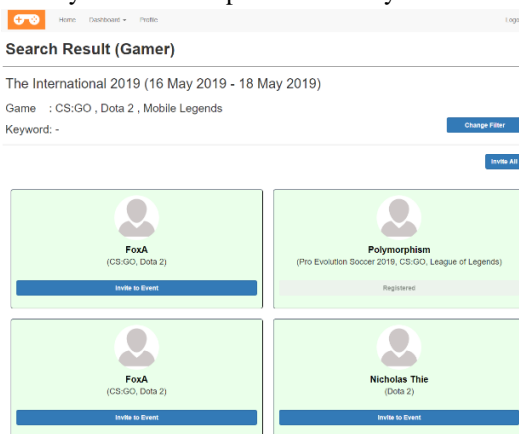 Home Dashboard Profile
Search Result (Gamer)
The International 2019 (16 May 2019 - 18 May 2019)
Game : CS:GO , Dota 2 , Mobile Legends
Keyword: -
Change Filter
Invite All
FoxA
(CS:GO, Dota 2)
Invite to Event
Polymorphism
(Pro Evolution Soccer 2019, CS:GO, League of Legends)
Registered
FoxA
(CS:GO, Dota 2)
Invite to Event
Nicholas Thie
(Dota 2)
Invite to Event